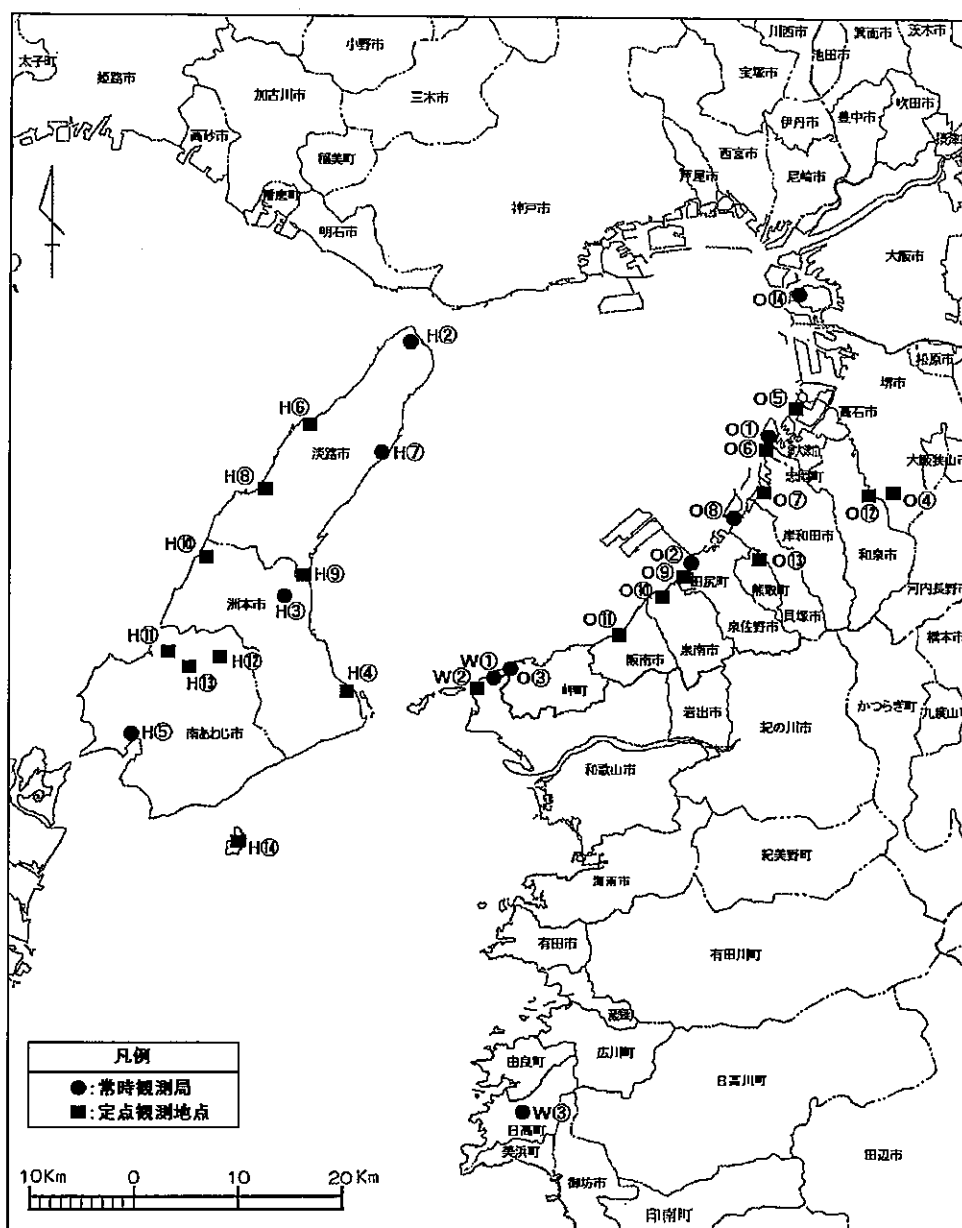 小野市
川西市
箕面市
茨木市
太子町
姫路市
加古川市
三木市
宝塚市
池田市
高砂市
伊丹市
豊中市
吹田市
稲美町
西宮市
芦屋市
尼崎市
摂津市
播磨町
明石市
神戸市
大阪市
O⑭
H②
松原市
堺市
O⑤
高石市
H⑥
淡路市
O①
H⑦
O⑥
忠岡町
大阪狭山市
H⑧
O⑦
O⑫
O④
O⑧
岸和田市
和泉市
H⑩
O②
O⑬
H⑨
O⑨
田尻町
熊取町
洲本市
H③
O⑩
河内長野市
泉佐野市
貝塚市
O⑪
橋本市
H⑪
H⑫
阪南市
泉南市
H⑬
H④
W①
W②
O③
岬町
岩出市
かつらぎ町
九度山町
H⑤
南あわじ市
紀の川市
和歌山市
H⑭
紀美野町
海南市
有田市
有田川町
湯浅町
凡例
●:常時観測局
■:定点観測地点
由良町
広川町
日高川町
W③
日高町
美浜町
田辺市
御坊市
印南町
10Km 0 10 20 Km